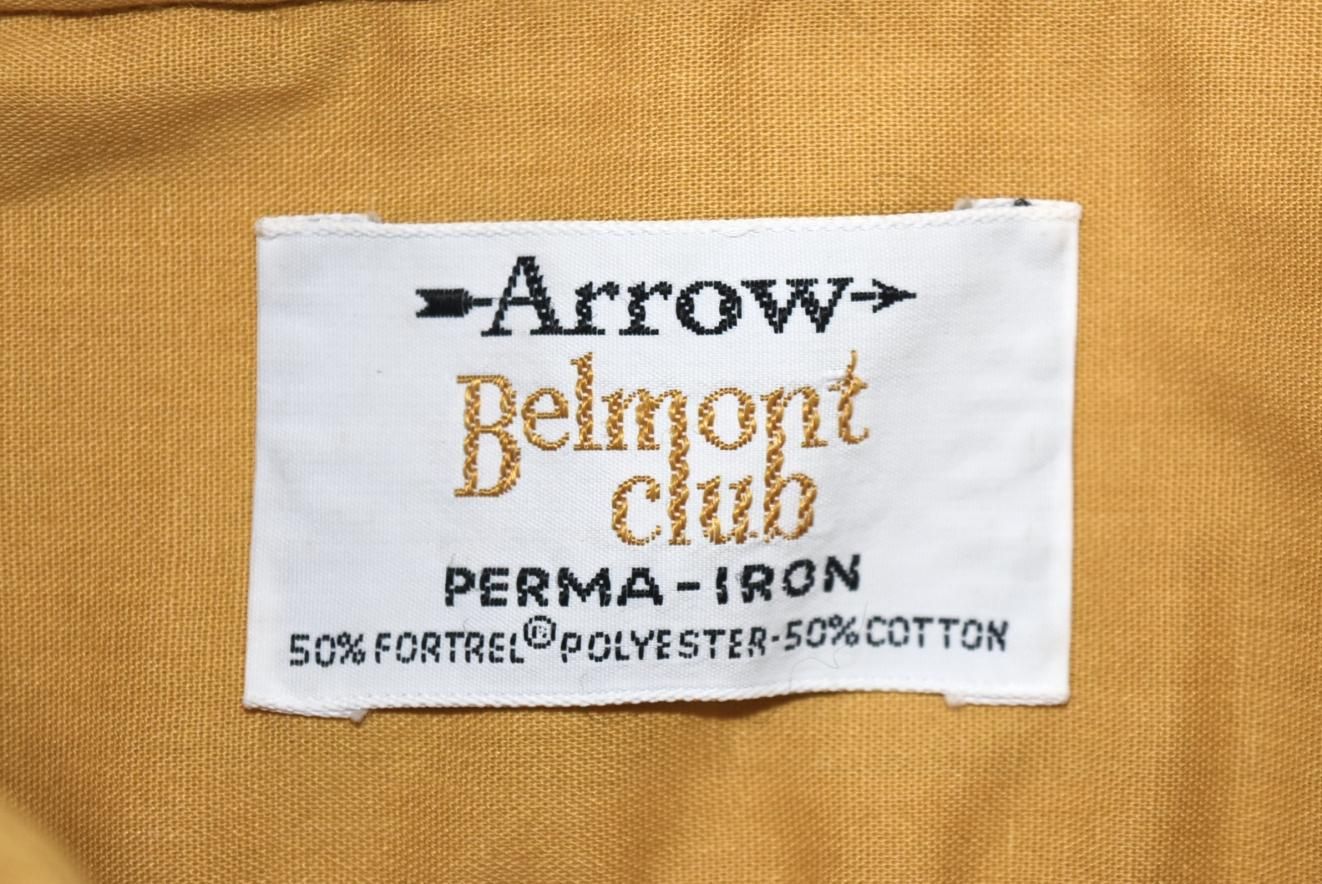 Arrow
Belmont
club
PERMA-IRON
50% FORTREL® POLYESTER-50% COTTON